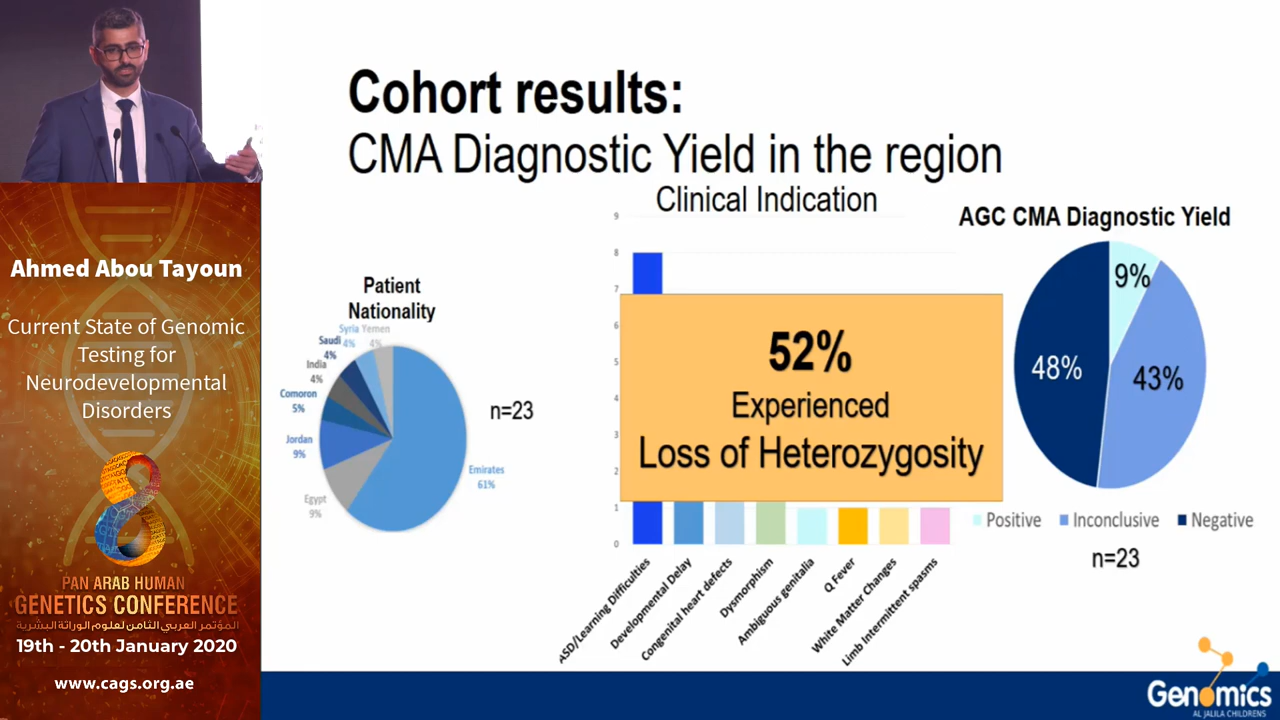 Cohort results:
CMA Diagnostic Yield in the region
Clinical Indication
AGC CMA Diagnostic Yield
Patient
Nationality
Syria
4%
Yemen
4%
Saudi
4%
India
4%
Comoron
5%
Jordan
9%
Egypt
9%
Emirates
61%
n=23
9
8
7
6
5
4
3
2
1
0
52%
Experienced
Loss of Heterozygosity
ASD/Learning Difficulties
Developmental Delay
Congenital heart defects
Dysmorphism
Ambiguous genitalia
Q Fever
White Matter Changes
Limb Intermittent spasms
9%
48%
43%
Positive
Inconclusive
Negative
n=23
Ahmed Abou Tayoun
Current State of Genomic
Testing for
Neurodevelopmental
Disorders
PAN ARAB HUMAN
GENETICS CONFERENCE
المؤتمر العربي الثامن لعلوم الوراثة البشرية
19th - 20th January 2020
www.cags.org.ae
Genomics
AL JALILA CHILDRENS